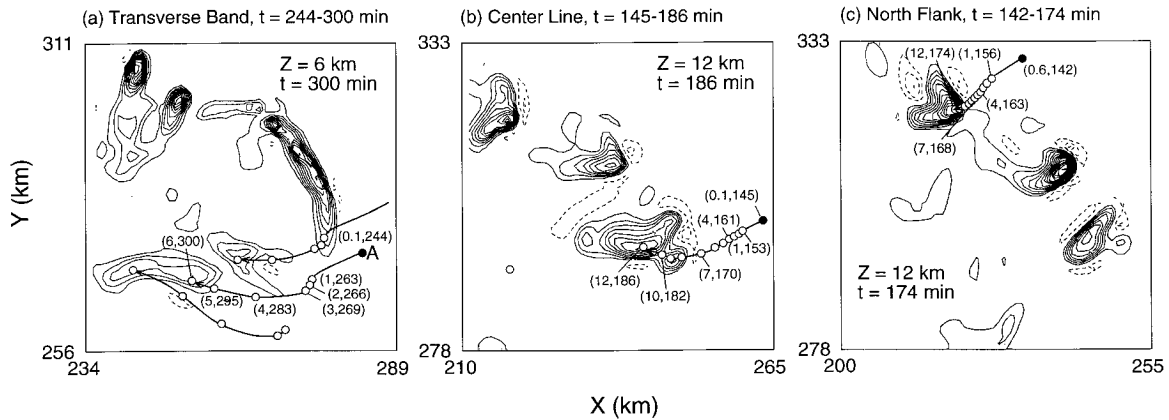 (a) Transverse Band, t = 244-300 min
(b) Center Line, t = 145-186 min
(c) North Flank, t = 142-174 min
311
Z = 6 km
t = 300 min
(0.1,244)
A
(6,300)
(1,263)
(2,266)
(3,269)
(5,295)
(4,283)
256
234
289
333
Z = 12 km
t = 186 min
(0.1,145)
(4,161)
(1,153)
(7,170)
(12,186)
(10,182)
278
210
265
333
(12,174)
(1,156)
(0.6,142)
(4,163)
(7,168)
Z = 12 km
t = 174 min
278
200
255
Y (km)
X (km)